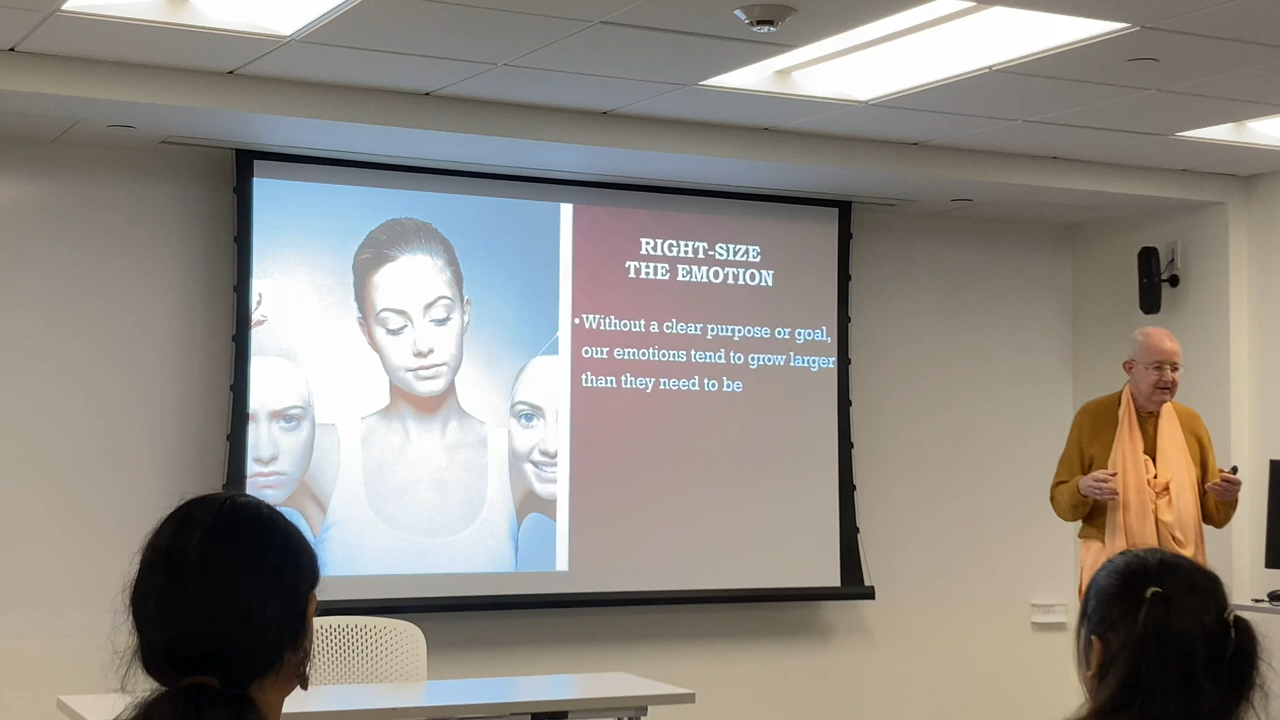 RIGHT-SIZE
THE EMOTION
• Without a clear purpose or goal,
our emotions tend to grow larger
than they need to be